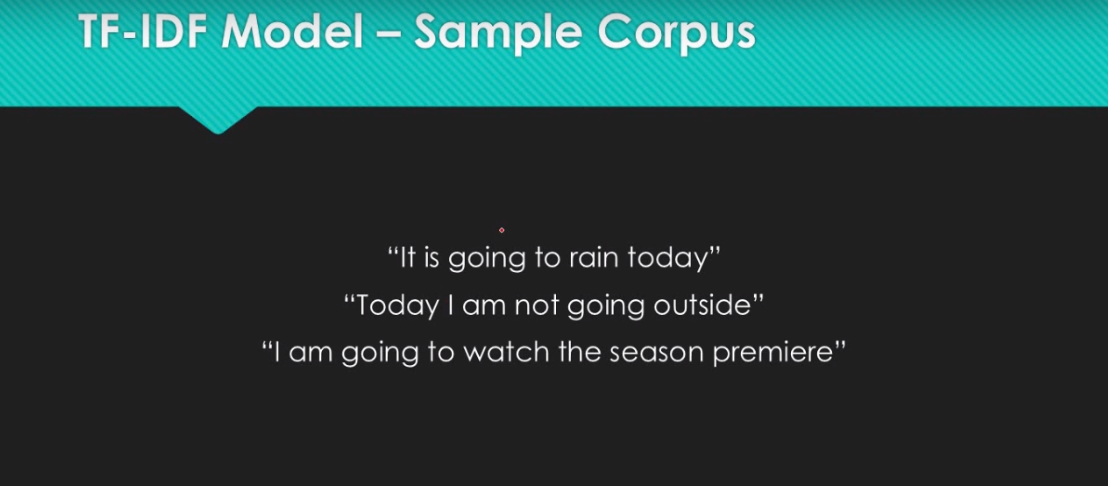 TF-IDF Model – Sample Corpus
“It is going to rain today”
“Today I am not going outside”
“I am going to watch the season premiere”